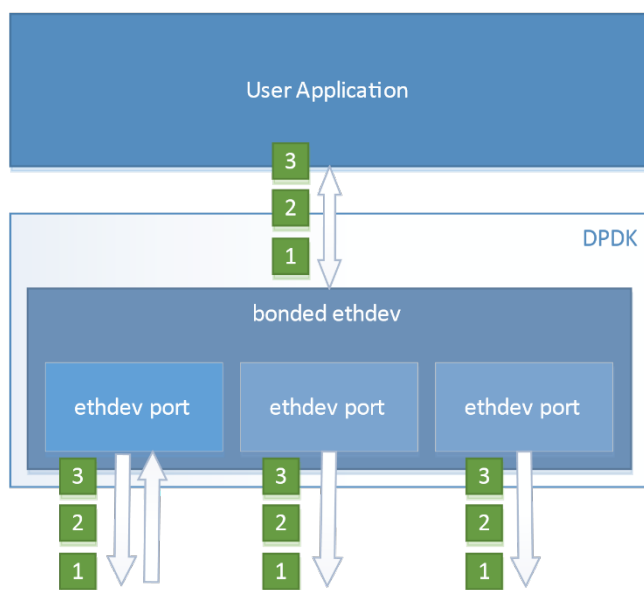 User Application
3
2
1
DPDK
bonded ethdev
ethdev port ethdev port ethdev port
3 3 3
2 2 2
1 1 1